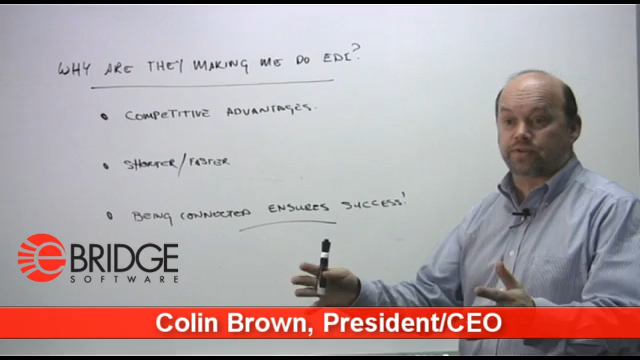 WHY ARE THEY MAKING ME DO EDI?
• COMPETITIVE ADVANTAGES.
• SHORTER/FASTER
• BEING CONNECTED ENSURES SUCCESS!
eBRIDGE
SOFTWARE
Colin Brown, President/CEO